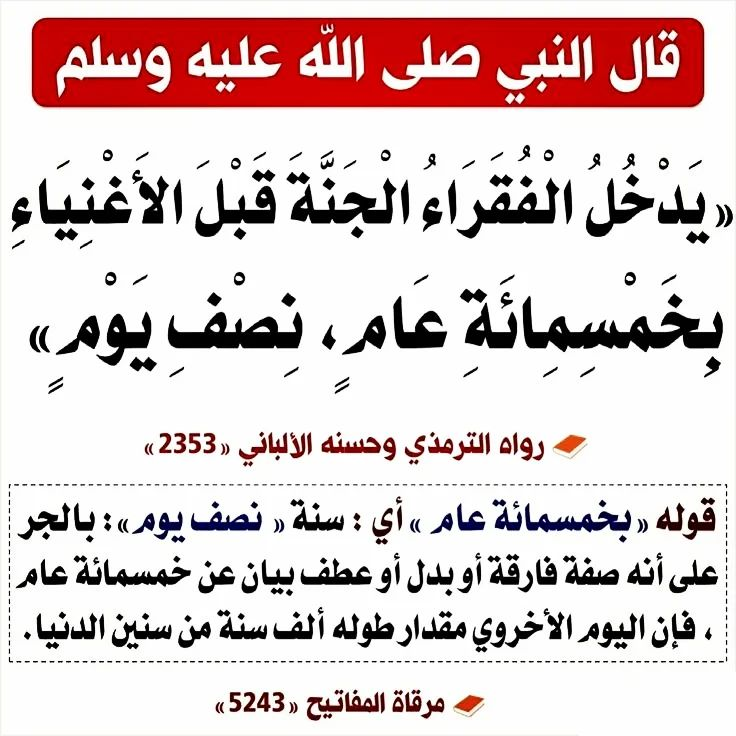 قال النبي صلى الله عليه وسلم
«يَدْخُلُ الْفُقَرَاءُ الْجَنَّةَ قَبْلَ الأَغْنِيَاءِ
بِخَمْسِمِائَةِ عَامٍ، نِصْفِ يَوْمٍ»
رواه الترمذي وحسنه الألباني «2353»
قوله «بخمسمائة عام» أي : سنة « نصف يوم» : بالجر
على أنه صفة فارقة أو بدل أو عطف بيان عن خمسمائة عام
، فإن اليوم الأخروي مقدار طوله ألف سنة من سنين الدنيا.
مرقاة المفاتيح «5243»